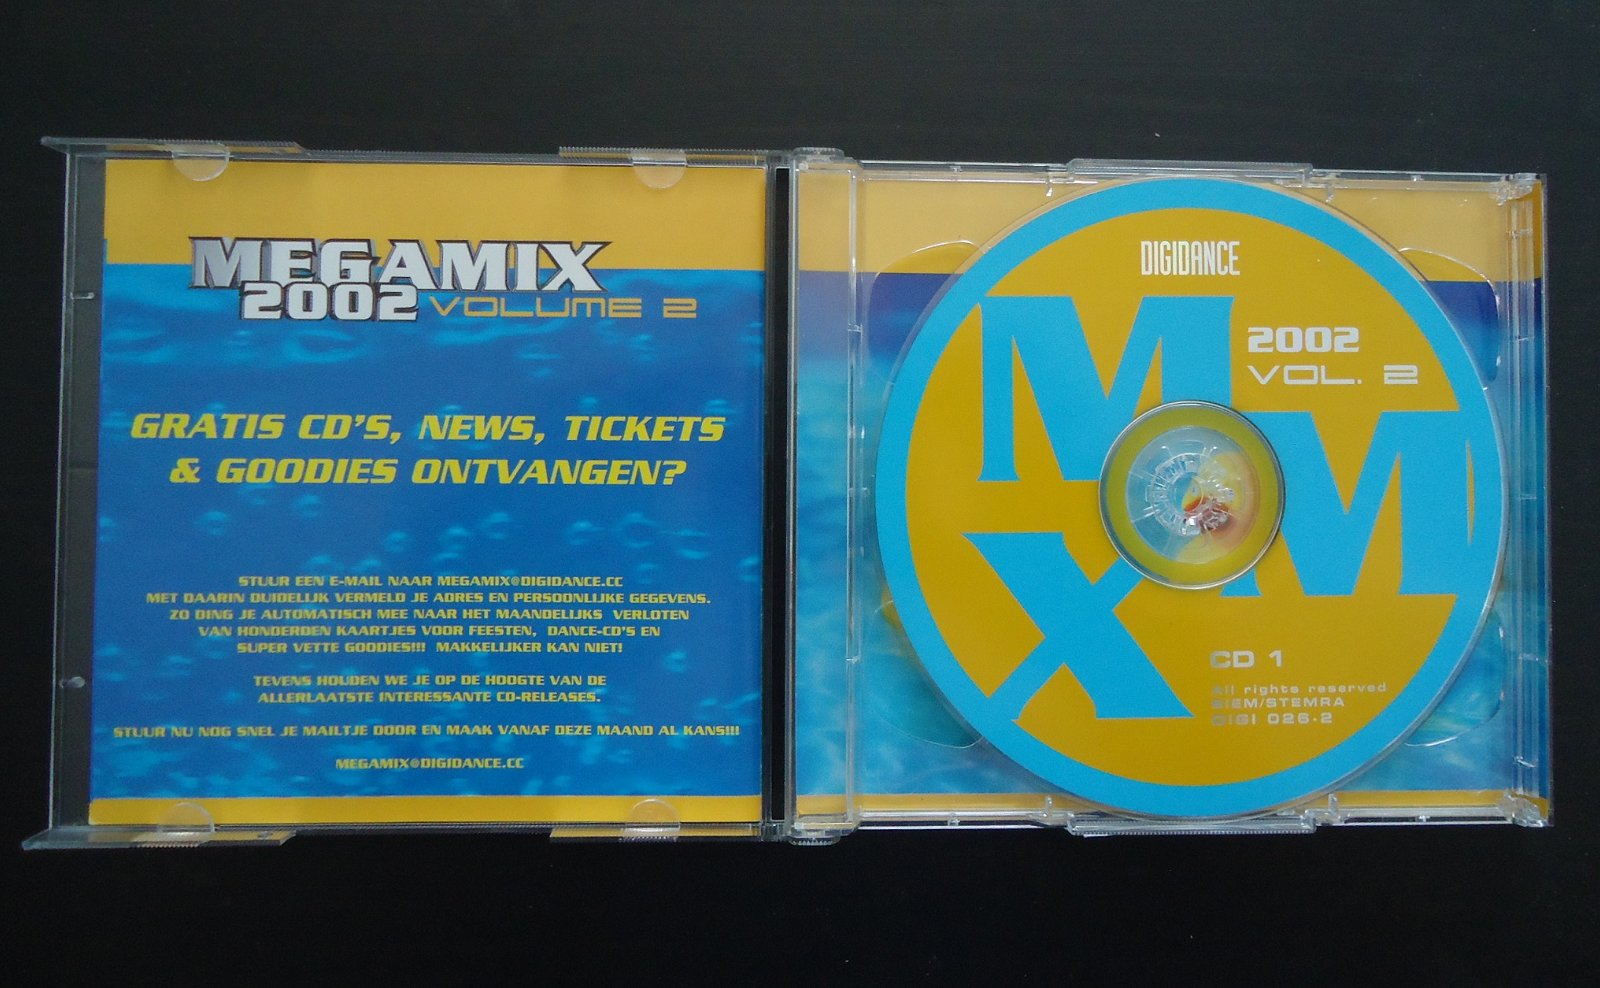 MEGAMIX
2002 VOLUME 2
GRATIS CD'S, NEWS, TICKETS
& GOODIES ONTVANGEN?
STUUR EEN E-MAIL NAAR MEGAMIX@DIGIDANCE.CC
MET DAARIN DUIDELIJK VERMELD JE ADRES EN PERSOONLIJKE GEGEVENS.
ZO DING JE AUTOMATISCH MEE NAAR HET MAANDELIJKS VERLOTEN
VAN HONDERDEN KAARTJES VOOR FEESTEN, DANCE-CD'S EN
SUPER VETTE GOODIES!!! MAKKELIJKER KAN NIET!
TEVENS HOUDEN WE JE OP DE HOOGTE VAN DE
ALLERLAATSTE INTERESSANTE CD-RELEASES.
STUUR NU NOG SNEL JE MAILTJE DOOR EN MAAK VANAF DEZE MAAND AL KANS!!!
MEGAMIX@DIGIDANCE.CC
DIGIDANCE
2002
VOL. 2
M
M
X
CD 1
All rights reserved
BIEM/STEMRA
DIGI 026-2